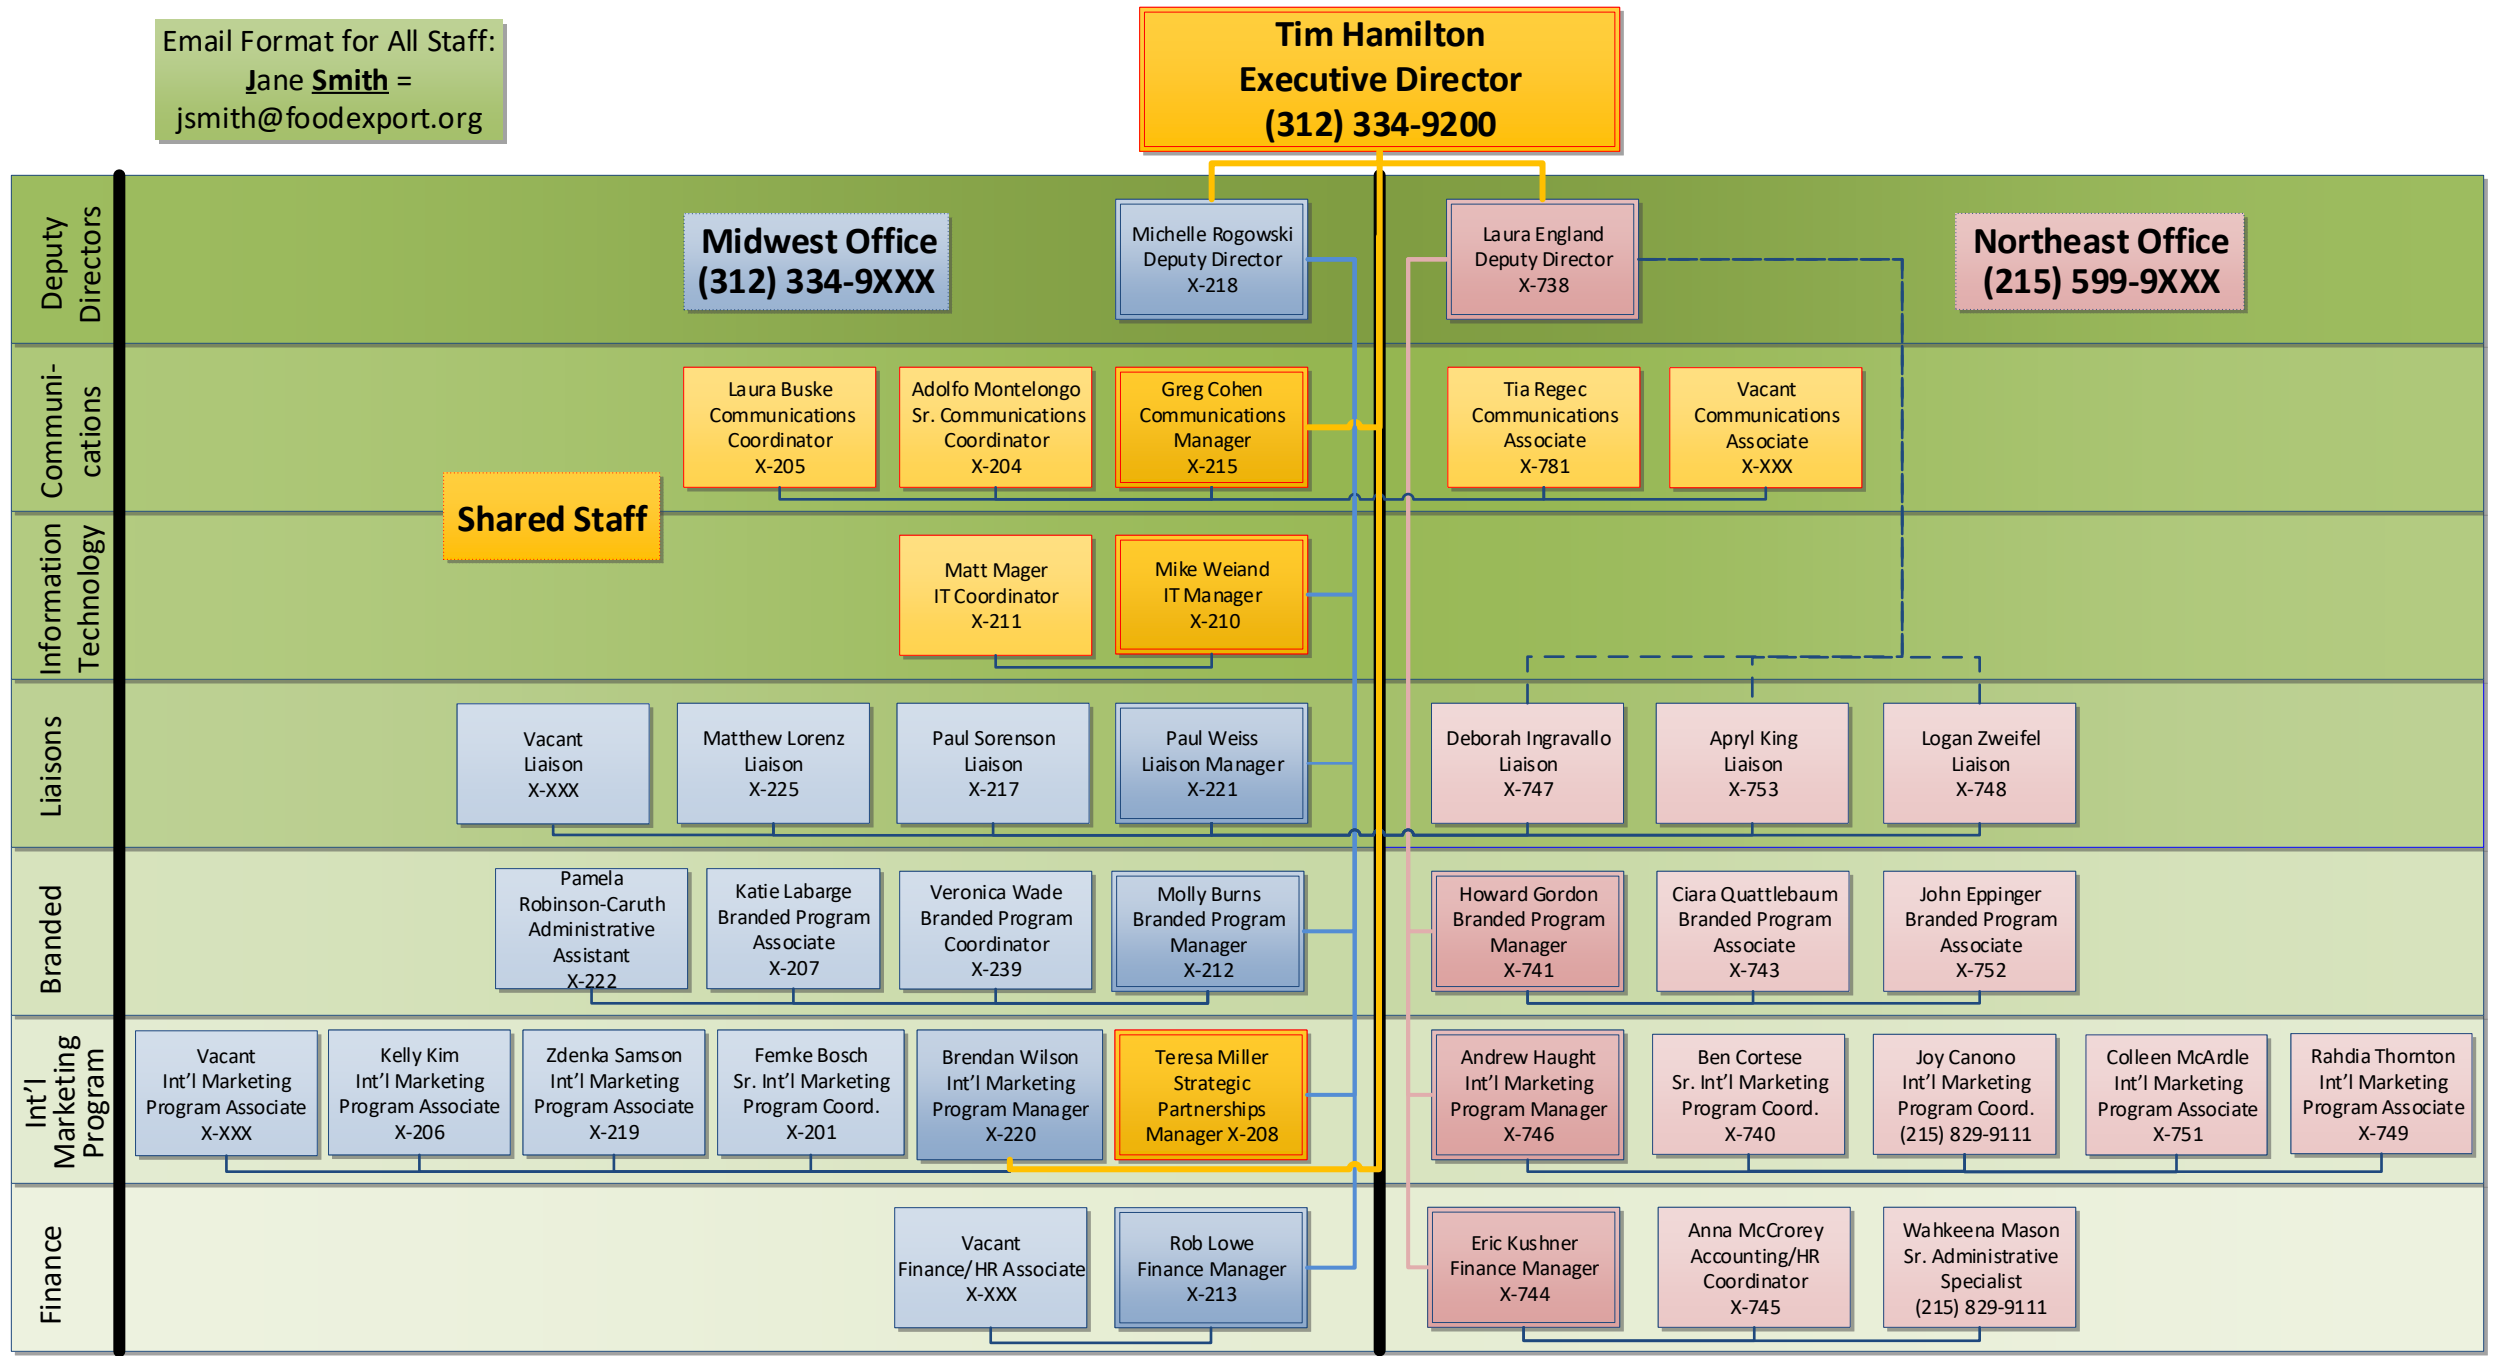 Email Format for All Staff:
Jane Smith =
jsmith@foodexport.org
Tim Hamilton
Executive Director
(312) 334-9200
Deputy
Directors
Midwest Office
(312) 334-9XXX
Michelle Rogowski
Deputy Director
X-218
Laura England
Deputy Director
X-738
Northeast Office
(215) 599-9XXX
Communi-
cations
Laura Buske
Communications
Coordinator
X-205
Adolfo Montelongo
Sr. Communications
Coordinator
X-204
Greg Cohen
Communications
Manager
X-215
Tia Regec
Communications
Associate
X-781
Vacant
Communications
Associate
X-XXX
Shared Staff
Information
Technology
Matt Mager
IT Coordinator
X-211
Mike Weiand
IT Manager
X-210
Liaisons
Vacant
Liaison
X-XXX
Matthew Lorenz
Liaison
X-225
Paul Sorenson
Liaison
X-217
Paul Weiss
Liaison Manager
X-221
Deborah Ingravallo
Liaison
X-747
Apryl King
Liaison
X-753
Logan Zweifel
Liaison
X-748
Branded
Pamela
Robinson-Caruth
Administrative
Assistant
X-222
Katie Labarge
Branded Program
Associate
X-207
Veronica Wade
Branded Program
Coordinator
X-239
Molly Burns
Branded Program
Manager
X-212
Howard Gordon
Branded Program
Manager
X-741
Ciara Quattlebaum
Branded Program
Associate
X-743
John Eppinger
Branded Program
Associate
X-752
Int’l
Marketing
Program
Vacant
Int’l Marketing
Program Associate
X-XXX
Kelly Kim
Int’l Marketing
Program Associate
X-206
Zdenka Samson
Int’l Marketing
Program Associate
X-219
Femke Bosch
Sr. Int’l Marketing
Program Coord.
X-201
Brendan Wilson
Int’l Marketing
Program Manager
X-220
Teresa Miller
Strategic
Partnerships
Manager X-208
Andrew Haught
Int’l Marketing
Program Manager
X-746
Ben Cortese
Sr. Int’l Marketing
Program Coord.
X-740
Joy Canono
Int’l Marketing
Program Coord.
(215) 829-9111
Colleen McArdle
Int’l Marketing
Program Associate
X-751
Rahdia Thornton
Int’l Marketing
Program Associate
X-749
Finance
Vacant
Finance/HR Associate
X-XXX
Rob Lowe
Finance Manager
X-213
Eric Kushner
Finance Manager
X-744
Anna McCrorey
Accounting/HR
Coordinator
X-745
Wahkeena Mason
Sr. Administrative
Specialist
(215) 829-9111